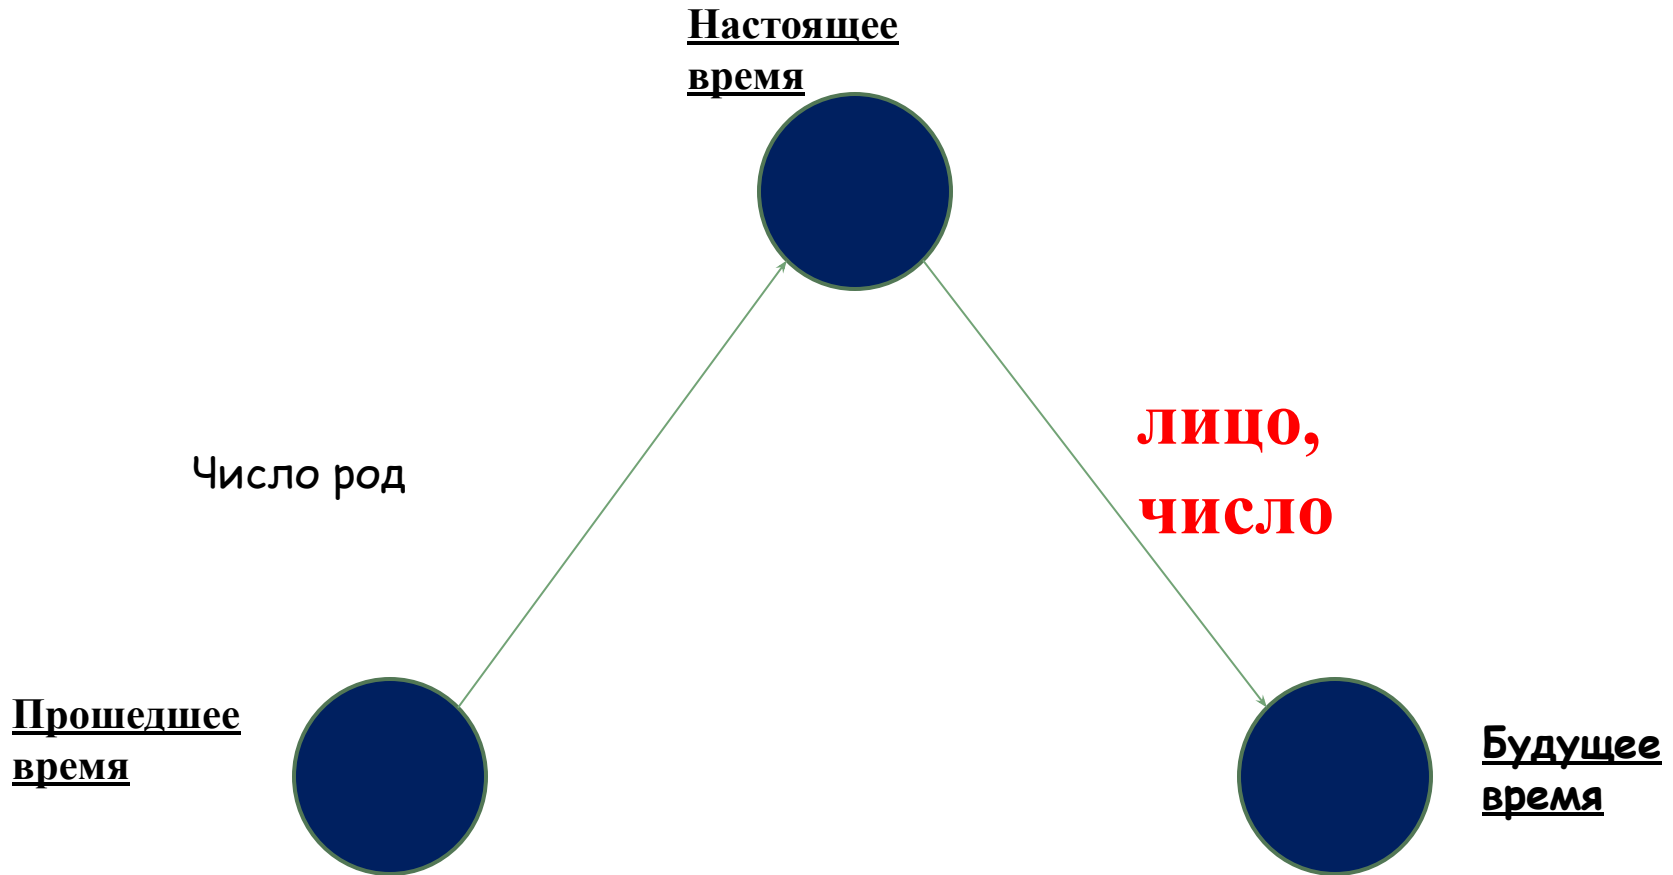 Настоящее
время
лицо,
число
Число род
Прошедшее
время
Будущее
время